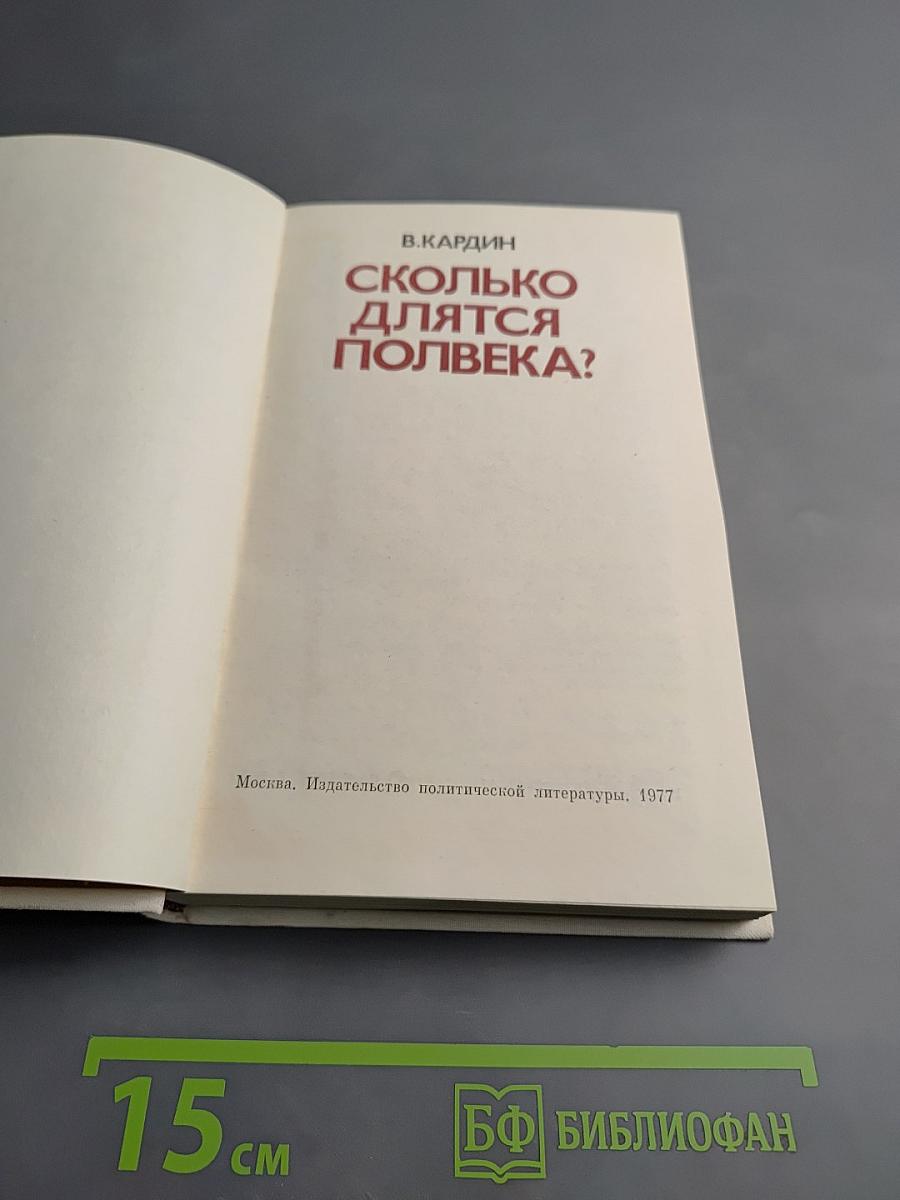 В.КАРДИН
СКОЛЬКО
ДЛЯТСЯ
ПОЛВЕКА?
Москва. Издательство политической литературы, 1977
15 см
БФ БИБЛИОФАН